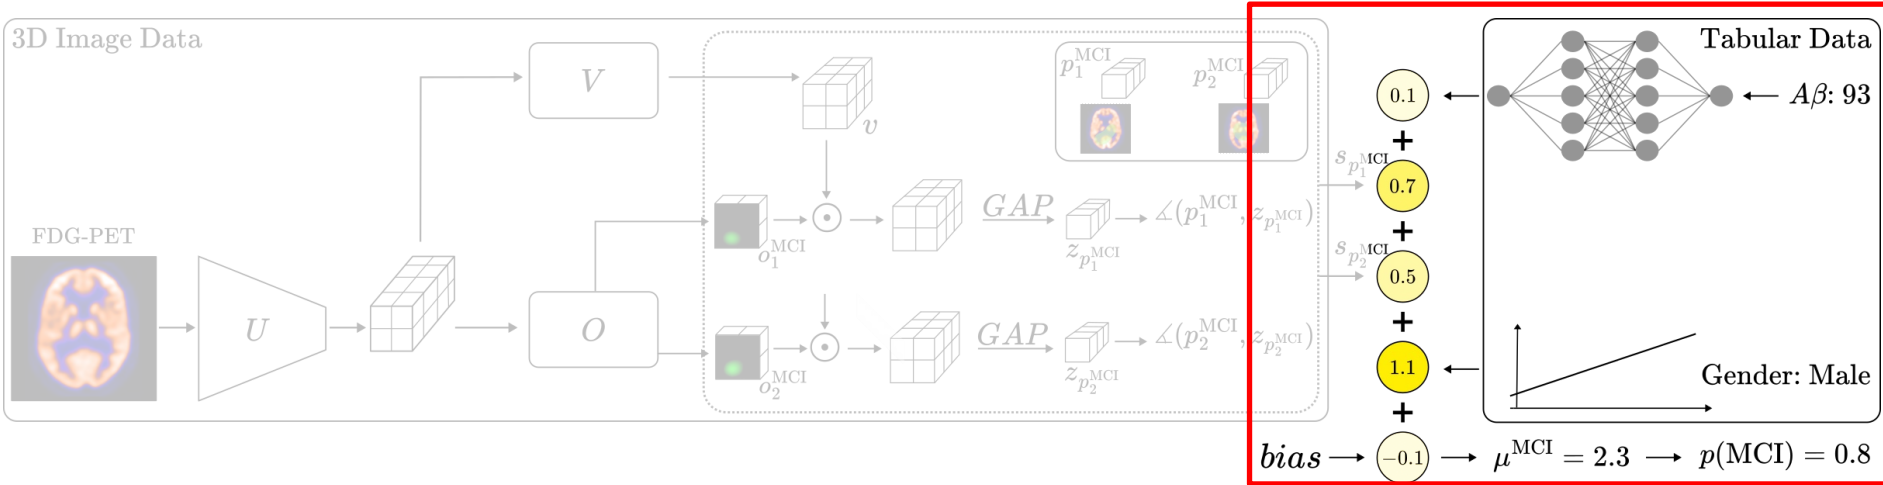 3D Image Data
FDG-PET
U
V
O
v
o₁^MCI
o₂^MCI
GAP
GAP
z_{p₁^MCI}
z_{p₂^MCI}
p₁^MCI
p₂^MCI
∡(p₁^MCI, z_{p₁^MCI})
∡(p₂^MCI, z_{p₂^MCI})
s_{p₁^MCI}
s_{p₂^MCI}
0.1
+
0.7
+
0.5
+
1.1
+
−0.1
Tabular Data
Aβ: 93
Gender: Male
bias
μ^MCI = 2.3
p(MCI) = 0.8